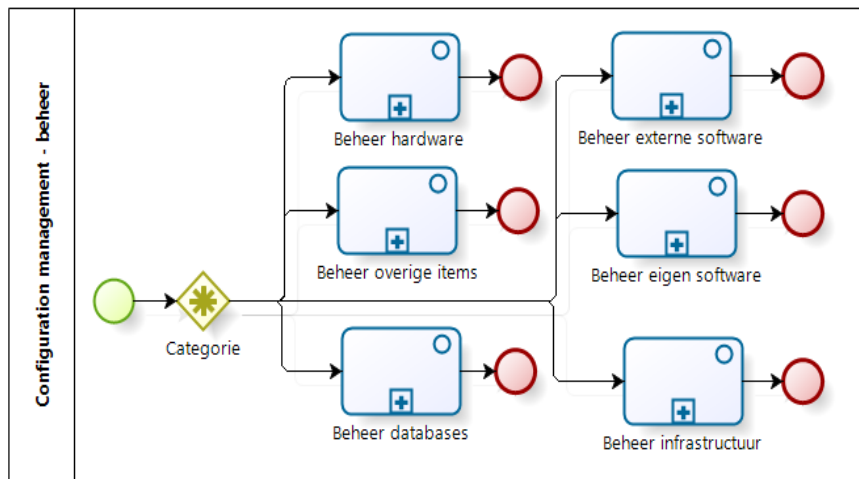 Configuration management - beheer
Beheer hardware
Beheer externe software
Beheer overige items
Beheer eigen software
Categorie
Beheer databases
Beheer infrastructuur